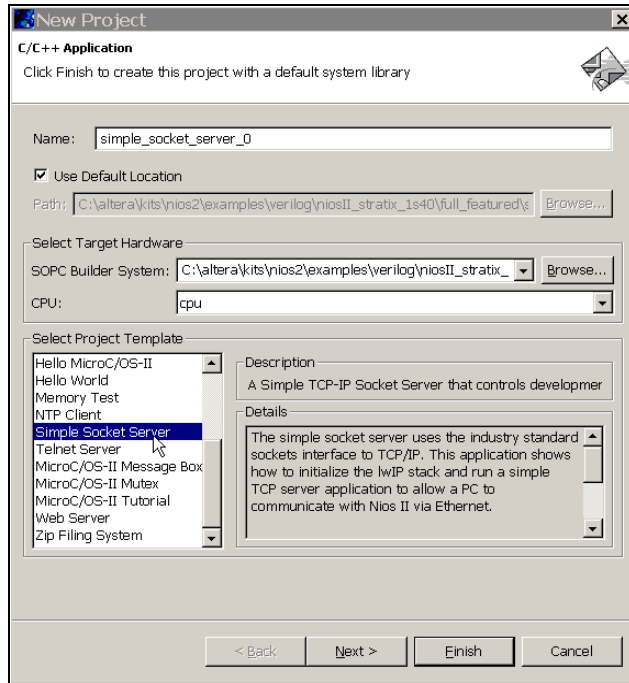 New Project
C/C++ Application
Click Finish to create this project with a default system library
Name: simple_socket_server_0
Use Default Location
Path: C:\altera\kits\nios2\examples\verilog\niosII_stratix_1s40\full_featured\s Browse...
Select Target Hardware
SOPC Builder System: C:\altera\kits\nios2\examples\verilog\niosII_stratix_ Browse...
CPU: cpu
Select Project Template
Hello MicroC/OS-II
Hello World
Memory Test
NTP Client
Simple Socket Server
Telnet Server
MicroC/OS-II Message Box
MicroC/OS-II Mutex
MicroC/OS-II Tutorial
Web Server
Zip Filing System
Description
A Simple TCP-IP Socket Server that controls developmer
Details
The simple socket server uses the industry standard
sockets interface to TCP/IP. This application shows
how to initialize the lwIP stack and run a simple
TCP server application to allow a PC to
communicate with Nios II via Ethernet.
< Back Next > Finish Cancel